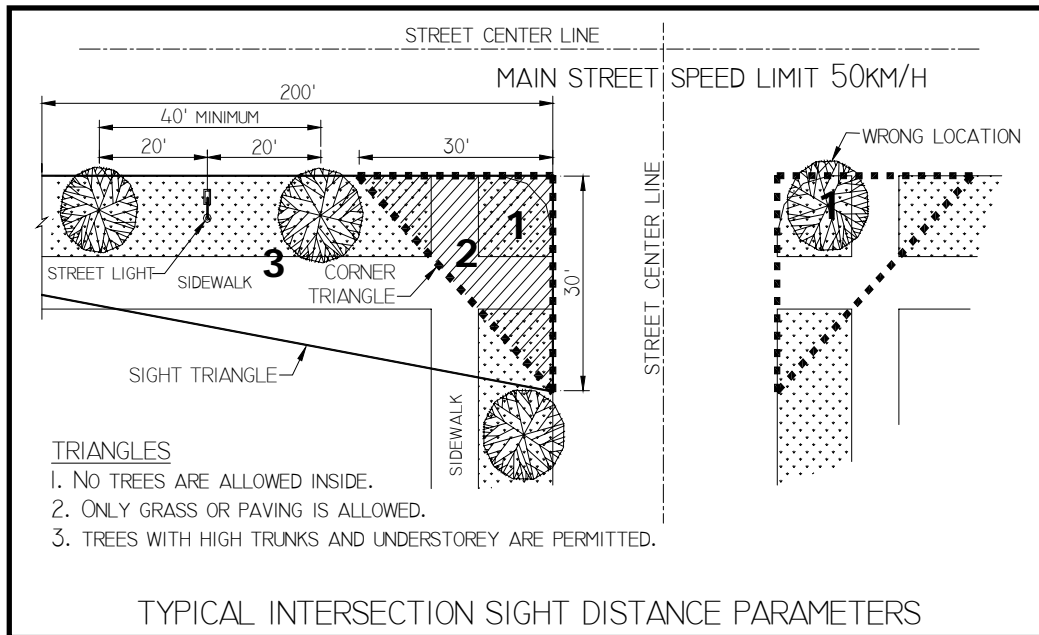 STREET CENTER LINE
MAIN STREET SPEED LIMIT 50KM/H
200'
40' MINIMUM
20'
20'
30'
WRONG LOCATION
1
1
2
3
STREET LIGHT
SIDEWALK
CORNER
TRIANGLE
30'
STREET CENTER LINE
SIGHT TRIANGLE
SIDEWALK
TRIANGLES
1. NO TREES ARE ALLOWED INSIDE.
2. ONLY GRASS OR PAVING IS ALLOWED.
3. TREES WITH HIGH TRUNKS AND UNDERSTOREY ARE PERMITTED.
TYPICAL INTERSECTION SIGHT DISTANCE PARAMETERS